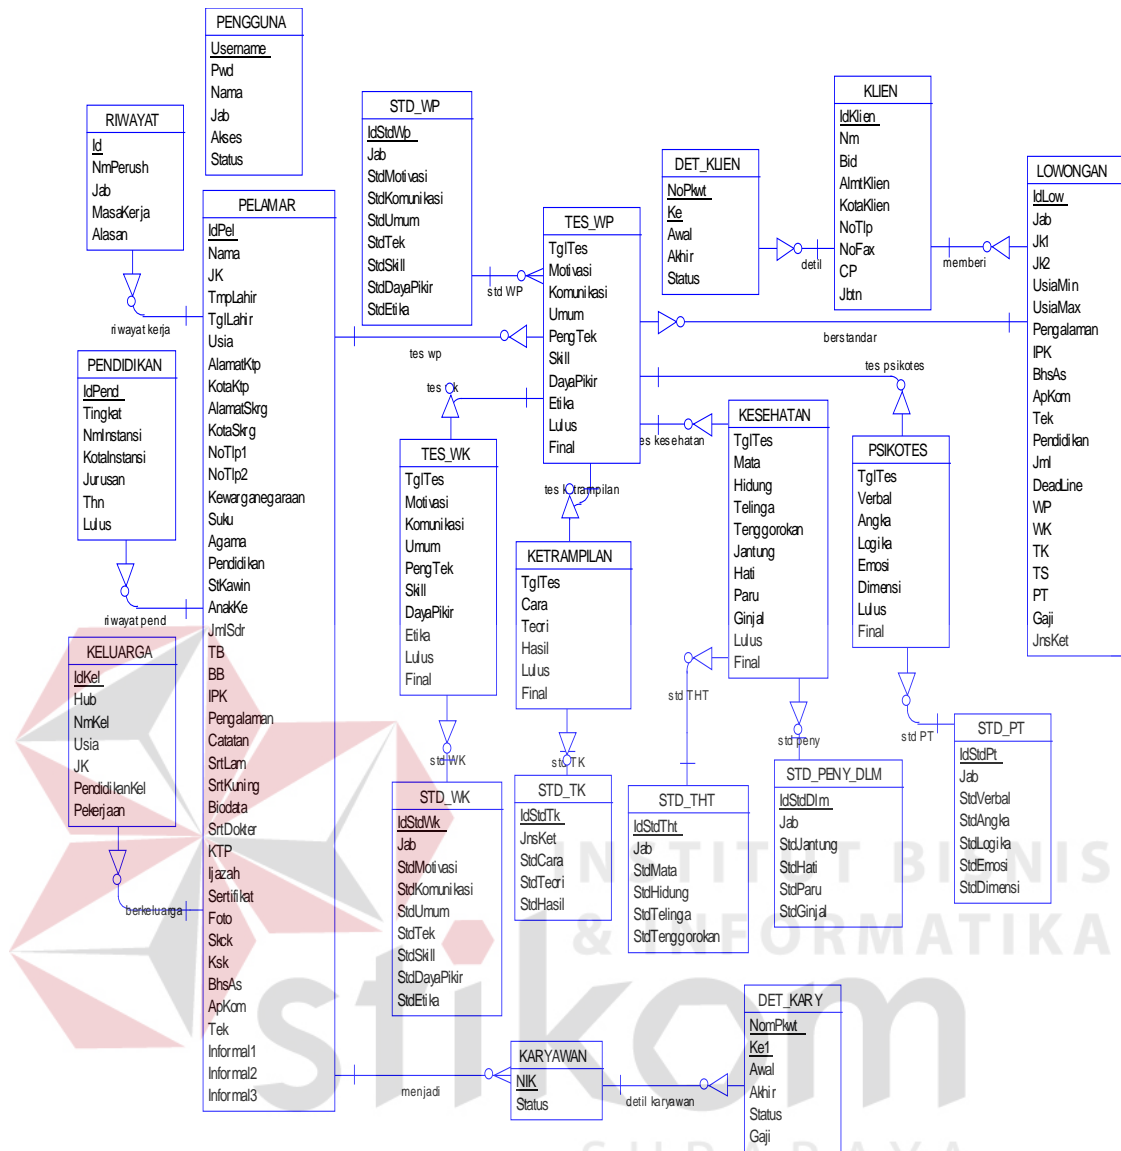 PENGGUNA
Username
Pwd
Nama
Jab
Akses
Status
RIWAYAT
Id
NmPerush
Jab
MasaKerja
Alasan
riwayat kerja
PENDIDIKAN
IdPend
Tingkat
NmInstansi
KotaInstansi
Jurusan
Thn
Lulus
riwayat pend
KELUARGA
IdKel
Hub
NmKel
Usia
JK
PendidikanKel
Pekerjaan
berkeluarga
PELAMAR
IdPel
Nama
JK
TmpLahir
TglLahir
Usia
AlamatKtp
KotaKtp
AlamatSkrg
KotaSkrg
NoTlp1
NoTlp2
Kewarganegaraan
Suku
Agama
Pendidikan
StKawin
AnakKe
JmlSdr
TB
BB
IPK
Pengalaman
Catatan
SrtLam
SrtKuning
Biodata
SrtDokter
KTP
Ijazah
Sertifikat
Foto
Skck
Ksk
BhsAs
ApKom
Tek
Informal1
Informal2
Informal3
STD_WP
IdStdWp
Jab
StdMotivasi
StdKomunikasi
StdUmum
StdTek
StdSkill
StdDayaPikir
StdEtika
std WP
tes wp
TES_WP
TglTes
Motivasi
Komunikasi
Umum
PengTek
Skill
DayaPikir
Etika
Lulus
Final
DET_KLIEN
NoPkwt
Ke
Awal
Akhir
Status
detil
KLIEN
IdKlien
Nm
Bid
AlmtKlien
KotaKlien
NoTlp
NoFax
CP
Jbtn
memberi
LOWONGAN
IdLow
Jab
Jk1
Jk2
UsiaMin
UsiaMax
Pengalaman
IPK
BhsAs
ApKom
Tek
Pendidikan
Jml
DeadLine
WP
WK
TK
TS
PT
Gaji
JnsKet
berstandar
tes psikotes
tes kesehatan
tes ketrampilan
TES_WK
TglTes
Motivasi
Komunikasi
Umum
PengTek
Skill
DayaPikir
Etika
Lulus
Final
std WK
KETRAMPILAN
TglTes
Cara
Teori
Hasil
Lulus
Final
std TK
KESEHATAN
TglTes
Mata
Hidung
Telinga
Tenggorokan
Jantung
Hati
Paru
Ginjal
Lulus
Final
std THT
std peny
PSIKOTES
TglTes
Verbal
Angka
Logika
Emosi
Dimensi
Lulus
Final
std PT
STD_WK
IdStdWk
Jab
StdMotivasi
StdKomunikasi
StdUmum
StdTek
StdSkill
StdDayaPikir
StdEtika
STD_TK
IdStdTk
JnsKet
StdCara
StdTeori
StdHasil
STD_THT
IdStdTht
Jab
StdMata
StdHidung
StdTelinga
StdTenggorokan
STD_PENY_DLM
IdStdDlm
Jab
StdJantung
StdHati
StdParu
StdGinjal
STD_PT
IdStdPt
Jab
StdVerbal
StdAngka
StdLogika
StdEmosi
StdDimensi
menjadi
KARYAWAN
NIK
Status
detil karyawan
DET_KARY
NomPkwt
Ke1
Awal
Akhir
Status
Gaji
INSTITUT BISNIS
& INFORMATIKA
stikom
SURABAYA